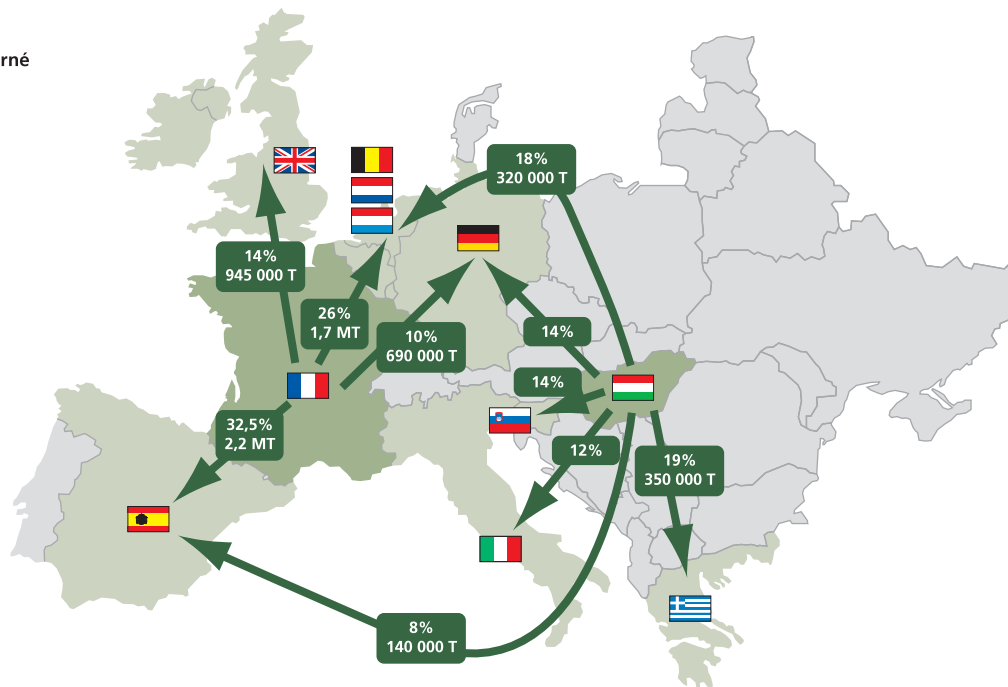 rné
18%
320 000 T
14%
945 000 T
26%
1,7 MT
10%
690 000 T
14%
14%
32,5%
2,2 MT
12%
19%
350 000 T
8%
140 000 T